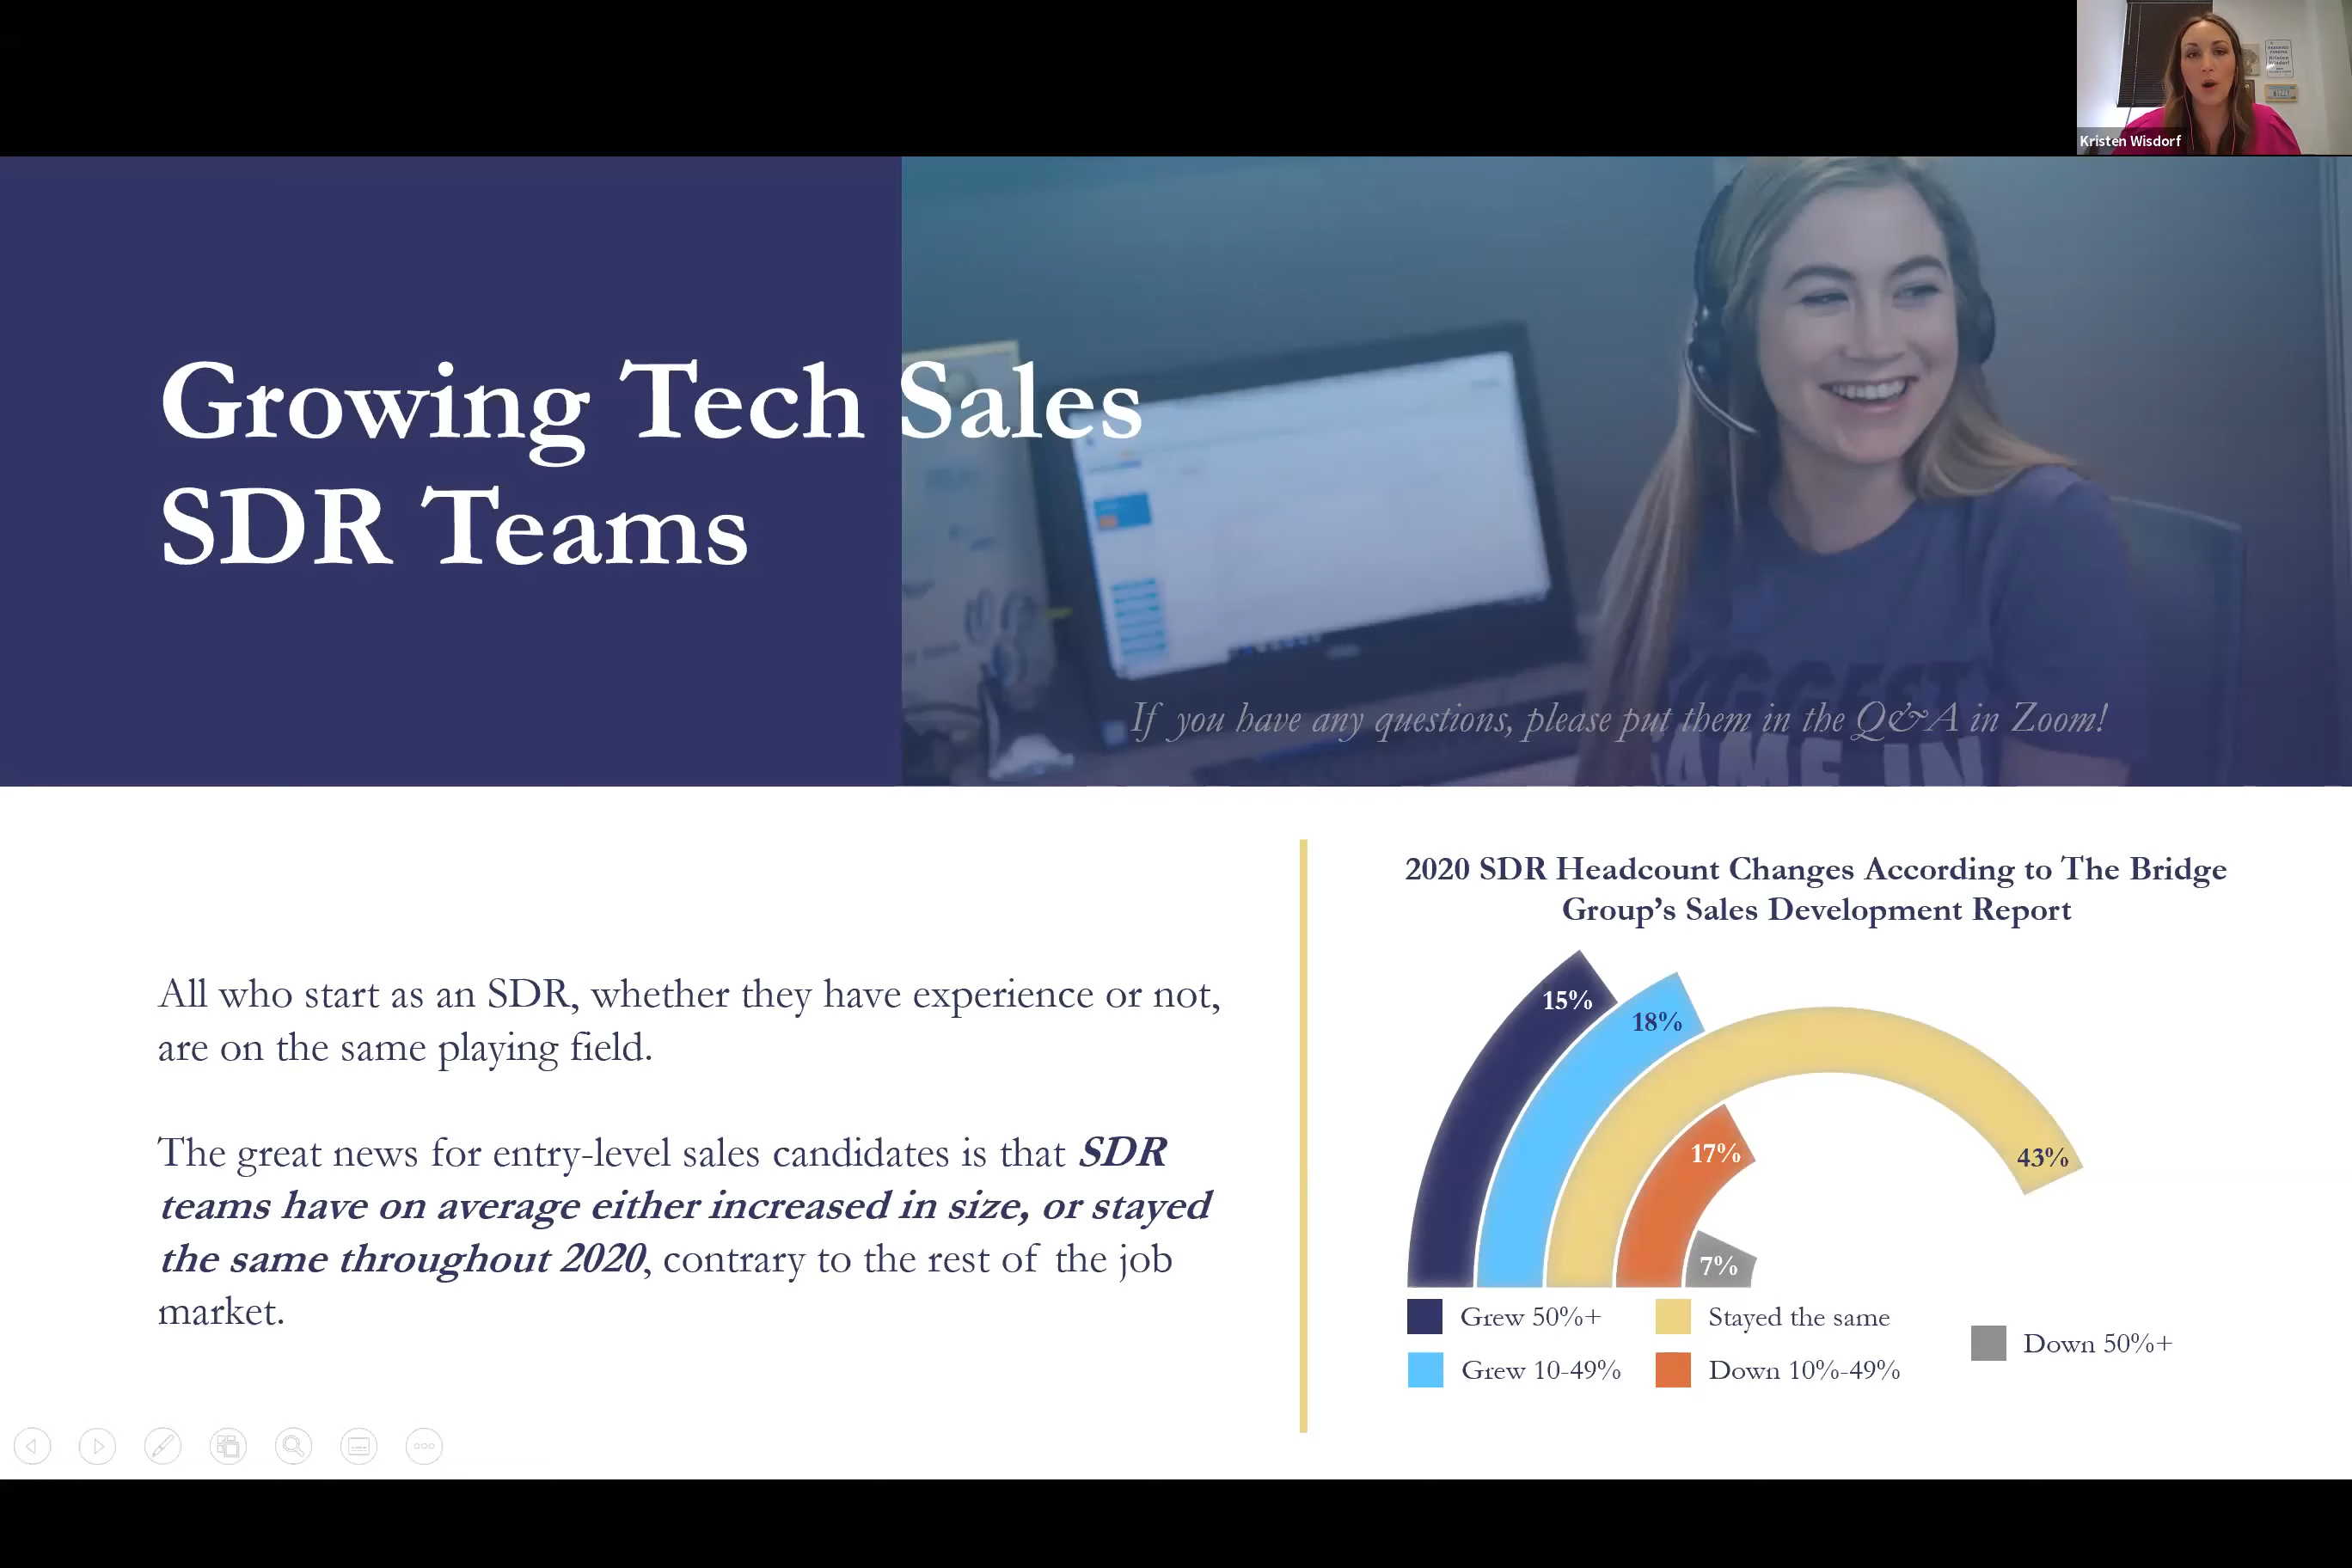 Kristen Wisdorf
Growing Tech Sales
SDR Teams
If you have any questions, please put them in the Q&A in Zoom!
All who start as an SDR, whether they have experience or not,
are on the same playing field.
The great news for entry-level sales candidates is that SDR
teams have on average either increased in size, or stayed
the same throughout 2020, contrary to the rest of the job
market.
2020 SDR Headcount Changes According to The Bridge
Group’s Sales Development Report
15%
18%
43%
17%
7%
Grew 50%+
Stayed the same
Down 50%+
Grew 10-49%
Down 10%-49%